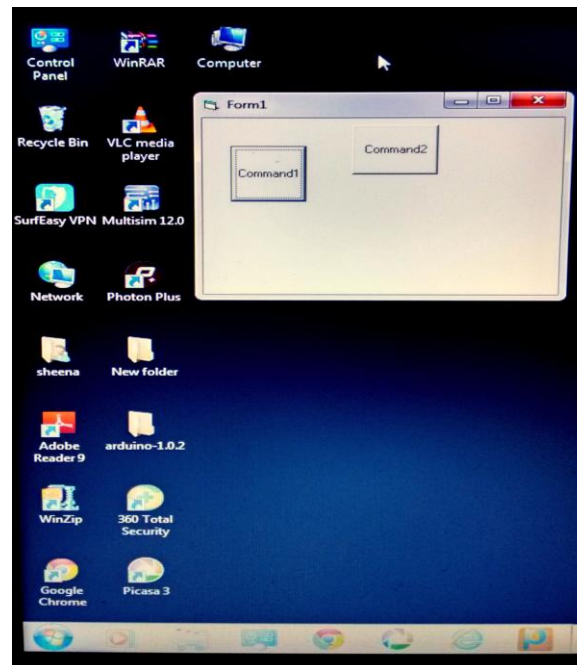 Control
Panel
WinRAR
Computer
Form1
Recycle Bin
VLC media
player
Command1
Command2
SurfEasy VPN
Multisim 12.0
Network
Photon Plus
sheena
New folder
Adobe
Reader 9
arduino-1.0.2
WinZip
360 Total
Security
Google
Chrome
Picasa 3